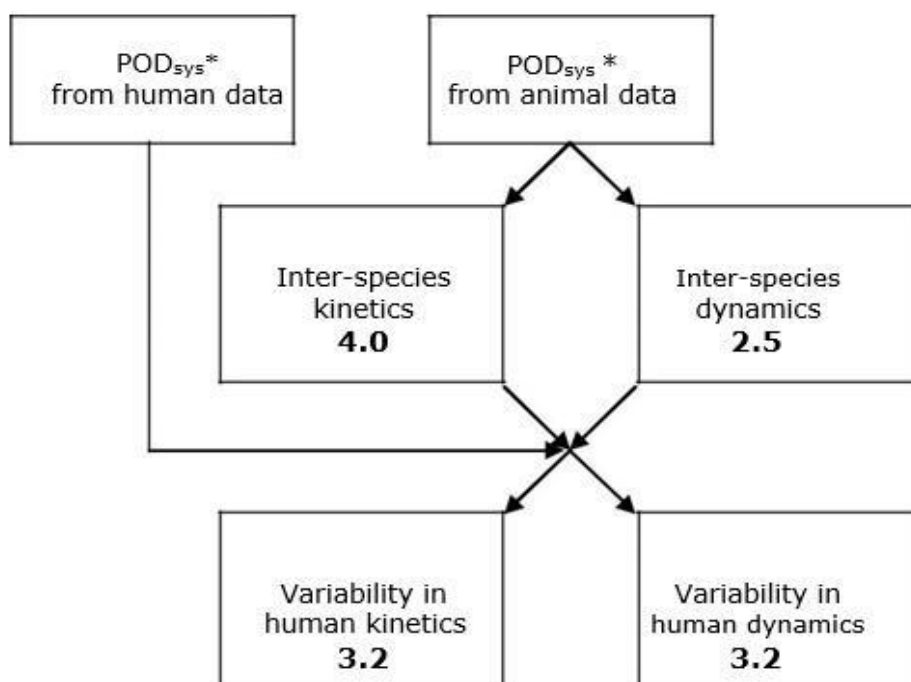 PODsys*
from human data
PODsys *
from animal data
Inter-species
kinetics
4.0
Inter-species
dynamics
2.5
Variability in
human kinetics
3.2
Variability in
human dynamics
3.2